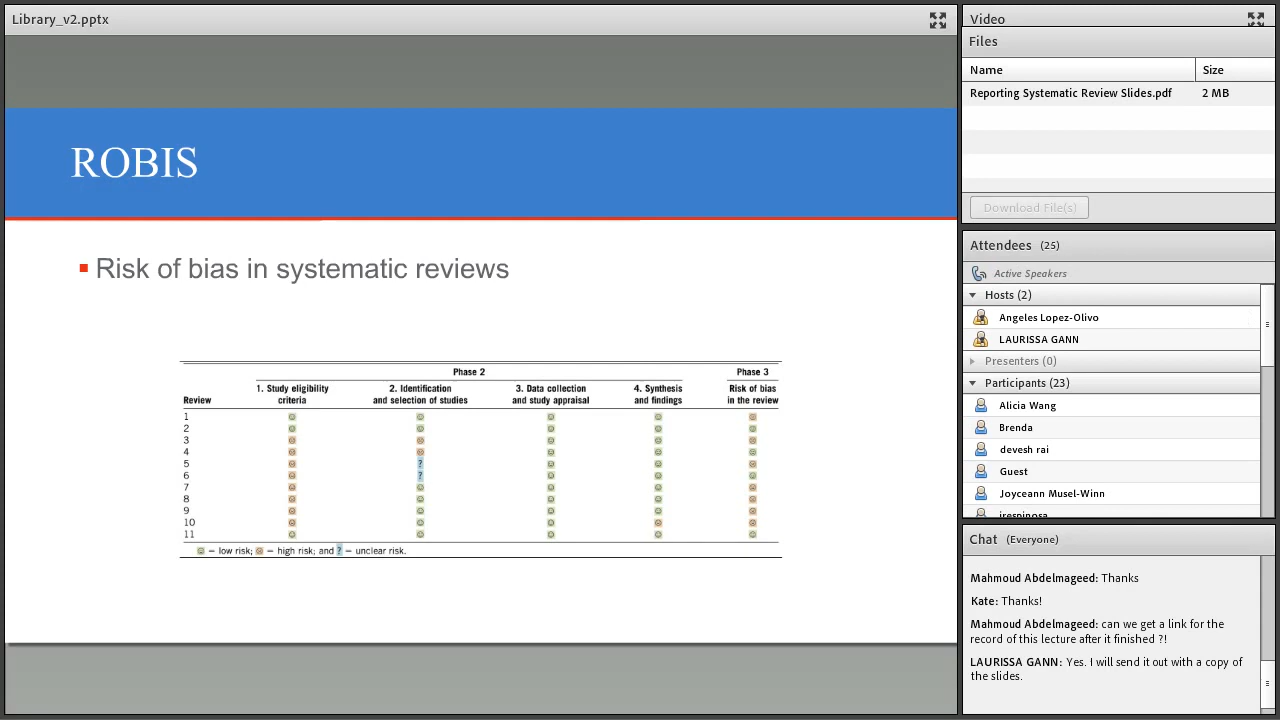 Library_v2.pptx
ROBIS
Risk of bias in systematic reviews
Phase 2 Phase 3
1. Study eligibility 2. Identification 3. Data collection 4. Synthesis Risk of bias
Review criteria and selection of studies and study appraisal and findings in the review
1
2
3
4
5 ?
6 ?
7
8
9
10
11
= low risk; = high risk; and ? = unclear risk.
Video
Files
Name Size
Reporting Systematic Review Slides.pdf 2 MB
Download File(s)
Attendees (25)
Active Speakers
Hosts (2)
Angeles Lopez-Olivo
LAURISSA GANN
Presenters (0)
Participants (23)
Alicia Wang
Brenda
devesh rai
Guest
Joyceann Musel-Winn
irespinosa
Chat (Everyone)
Mahmoud Abdelmageed: Thanks
Kate: Thanks!
Mahmoud Abdelmageed: can we get a link for the
record of this lecture after it finished ?!
LAURISSA GANN: Yes. I will send it out with a copy of
the slides.